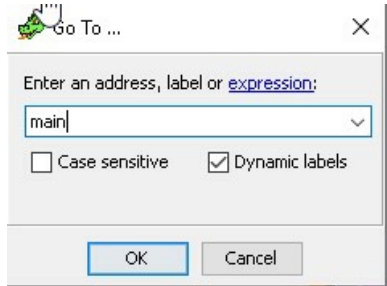 Go To ...
Enter an address, label or expression:
main
Case sensitive Dynamic labels
OK Cancel